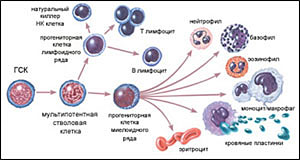 натуральный
киллер
НК клетка
Т лимфоцит
прогениторная
клетка
лимфоидного
ряда
В лимфоцит
нейтрофил
базофил
эозинофил
ГСК
мультипотентная
стволовая
клетка
прогениторная
клетка
миелоидного
ряда
моноцит/макрофаг
эритроцит
кровяные пластинки